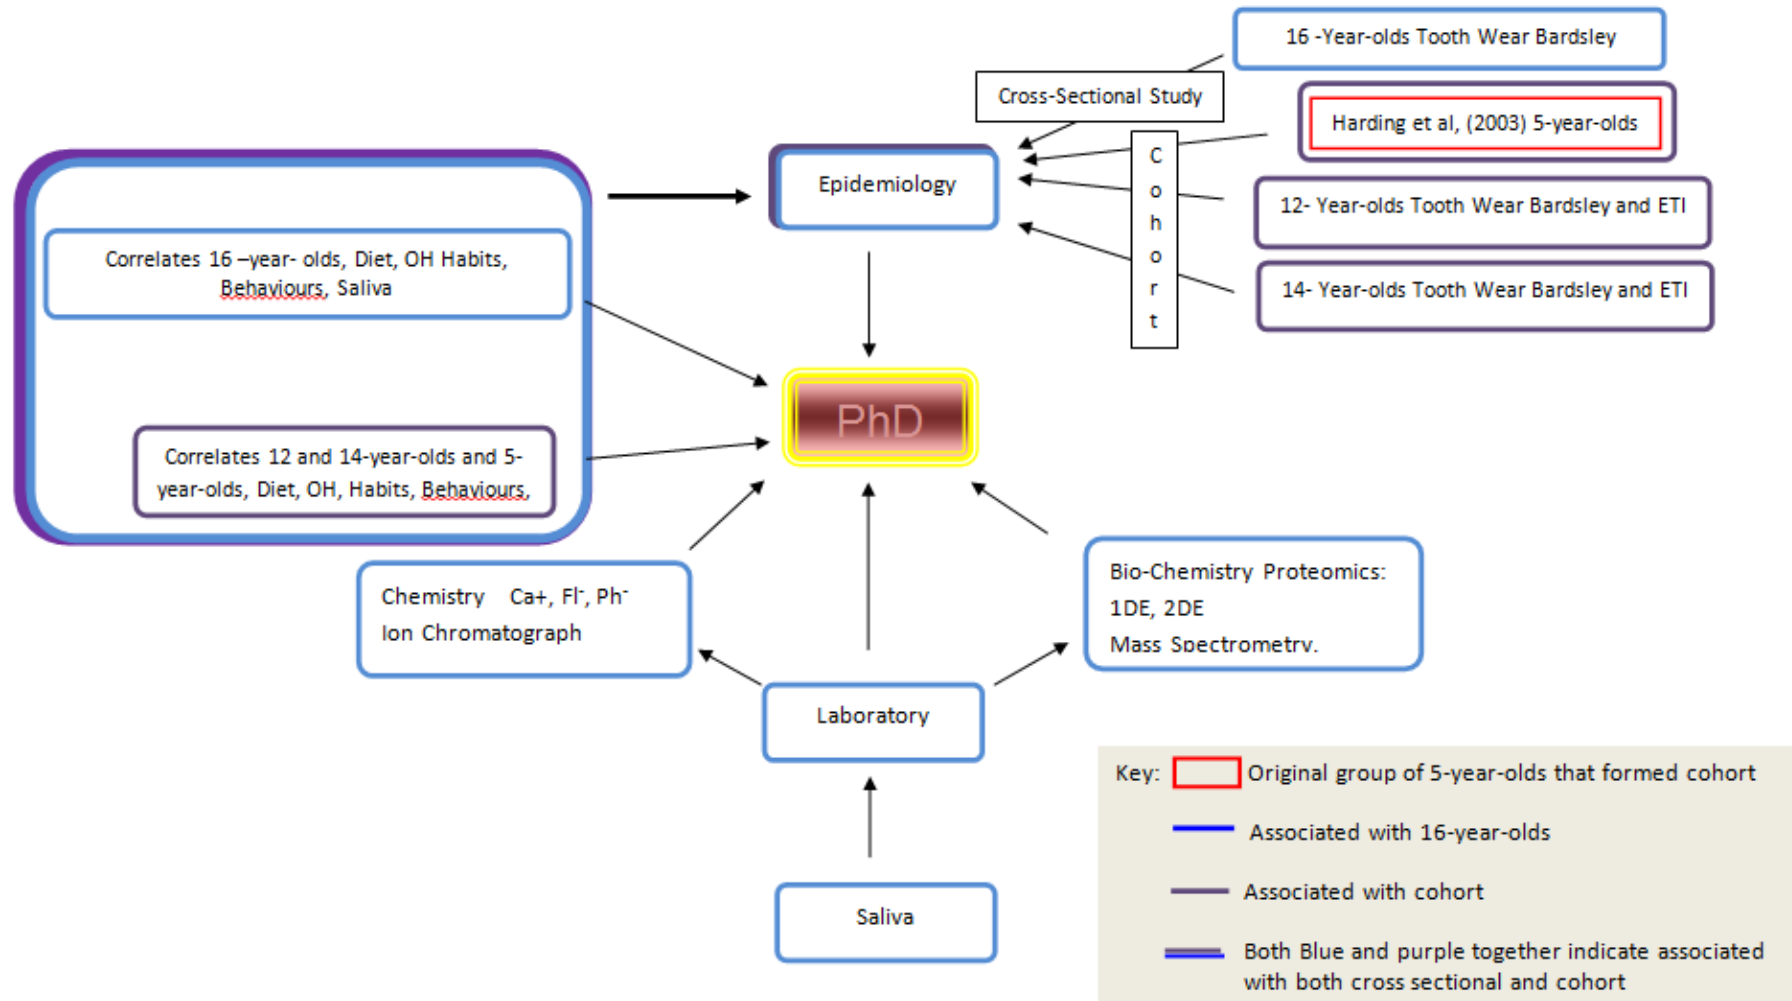 16 -Year-olds Tooth Wear Bardsley
Cross-Sectional Study
Harding et al, (2003) 5-year-olds
Cohort
Epidemiology
12- Year-olds Tooth Wear Bardsley and ETI
14- Year-olds Tooth Wear Bardsley and ETI
Correlates 16 –year- olds, Diet, OH Habits,
Behaviours, Saliva
PhD
Correlates 12 and 14-year-olds and 5-
year-olds, Diet, OH, Habits, Behaviours,
Chemistry Ca+, Fl⁻, Ph⁻
Ion Chromatograph
Bio-Chemistry Proteomics:
1DE, 2DE
Mass Spectrometry.
Laboratory
Saliva
Key: Original group of 5-year-olds that formed cohort
Associated with 16-year-olds
Associated with cohort
Both Blue and purple together indicate associated
with both cross sectional and cohort